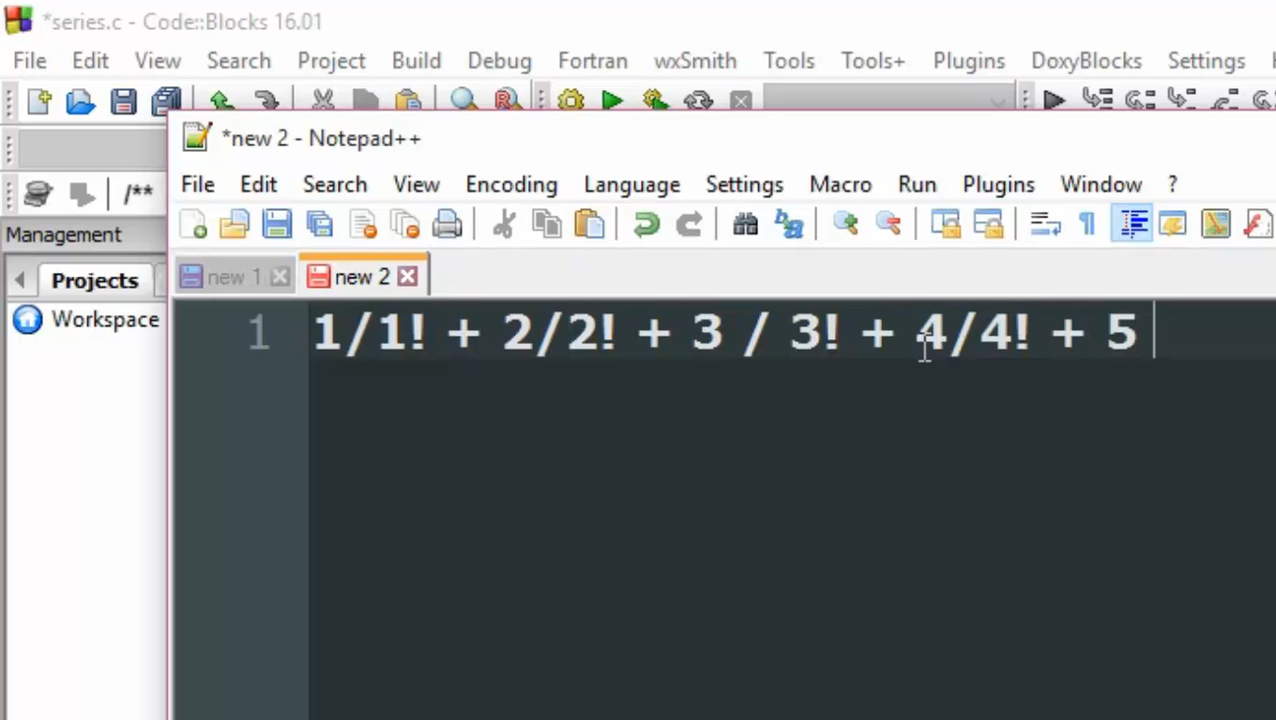 *series.c - Code::Blocks 16.01
File Edit View Search Project Build Debug Fortran wxSmith Tools Tools+ Plugins DoxyBlocks Settings
*new 2 - Notepad++
File Edit Search View Encoding Language Settings Macro Run Plugins Window ?
/**
Management
new 1 new 2
Projects
Workspace
1 1/1! + 2/2! + 3 / 3! + 4/4! + 5